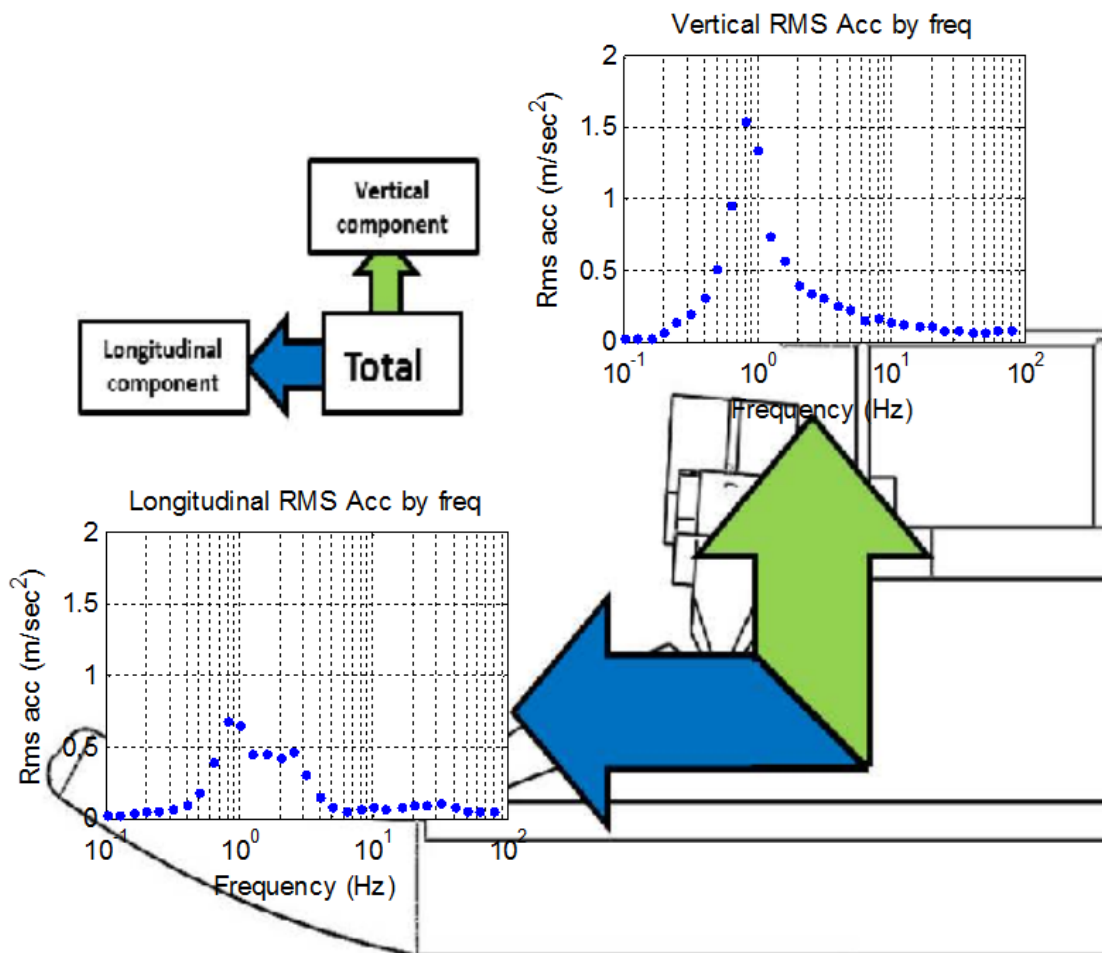 Vertical RMS Acc by freq
Rms acc (m/sec²)
2
1.5
1
0.5
0
10⁻¹
10⁰
10¹
10²
Frequency (Hz)
Vertical
component
Longitudinal
component
Total
Longitudinal RMS Acc by freq
Rms acc (m/sec²)
2
1.5
1
0.5
0
10⁻¹
10⁰
10¹
10²
Frequency (Hz)